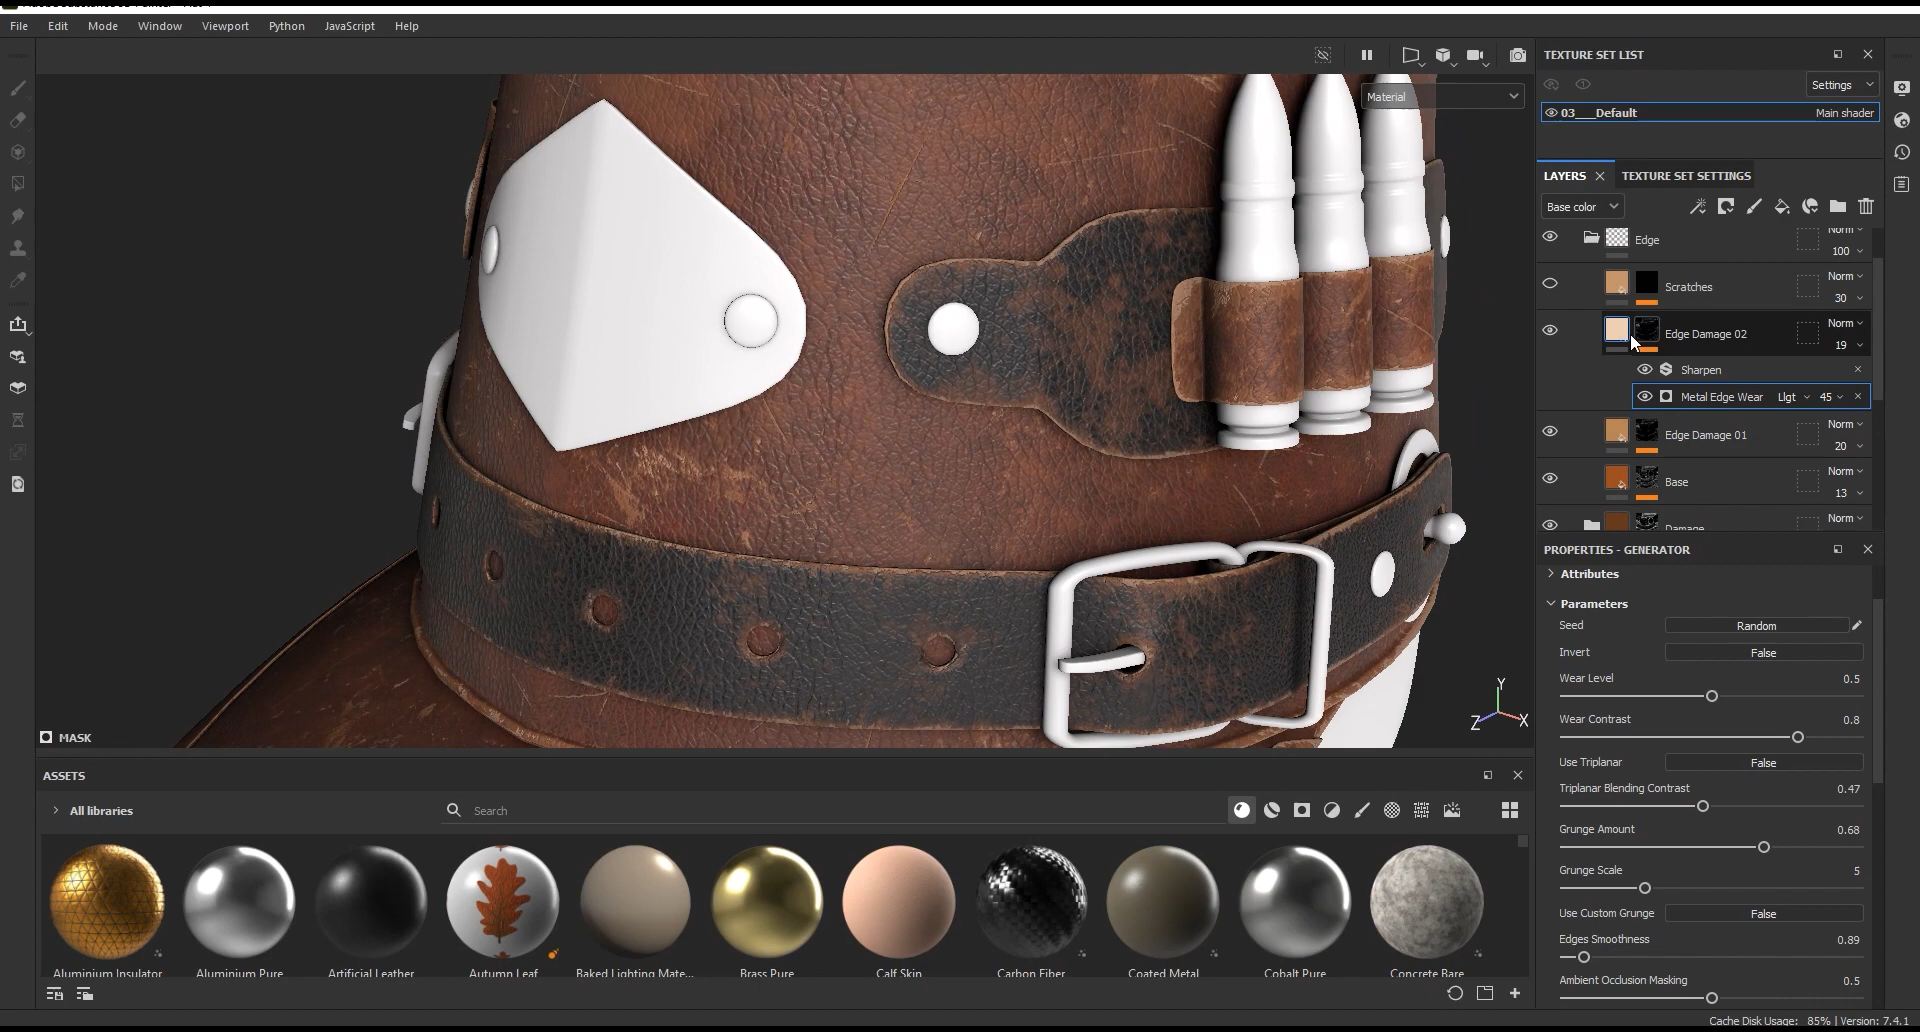 File Edit Mode Window Viewport Python JavaScript Help
Material
TEXTURE SET LIST
Settings
03___Default Main shader
LAYERS TEXTURE SET SETTINGS
Base color
Edge Norm
100
Scratches Norm
30
Edge Damage 02 Norm
19
Sharpen
Metal Edge Wear Llgt 45
Edge Damage 01 Norm
20
Base Norm
13
Damage Norm
PROPERTIES - GENERATOR
Attributes
Parameters
Seed Random
Invert False
Wear Level 0.5
Wear Contrast 0.8
Use Triplanar False
Triplanar Blending Contrast 0.47
Grunge Amount 0.68
Grunge Scale 5
Use Custom Grunge False
Edges Smoothness 0.89
Ambient Occlusion Masking 0.5
Y
Z X
MASK
ASSETS
All libraries
Search
Aluminium Insulator Aluminium Pure Artificial Leather Autumn Leaf Baked Lighting Mate... Brass Pure Calf Skin Carbon Fiber Coated Metal Cobalt Pure Concrete Bare
Cache Disk Usage: 85% | Version: 7.4.1